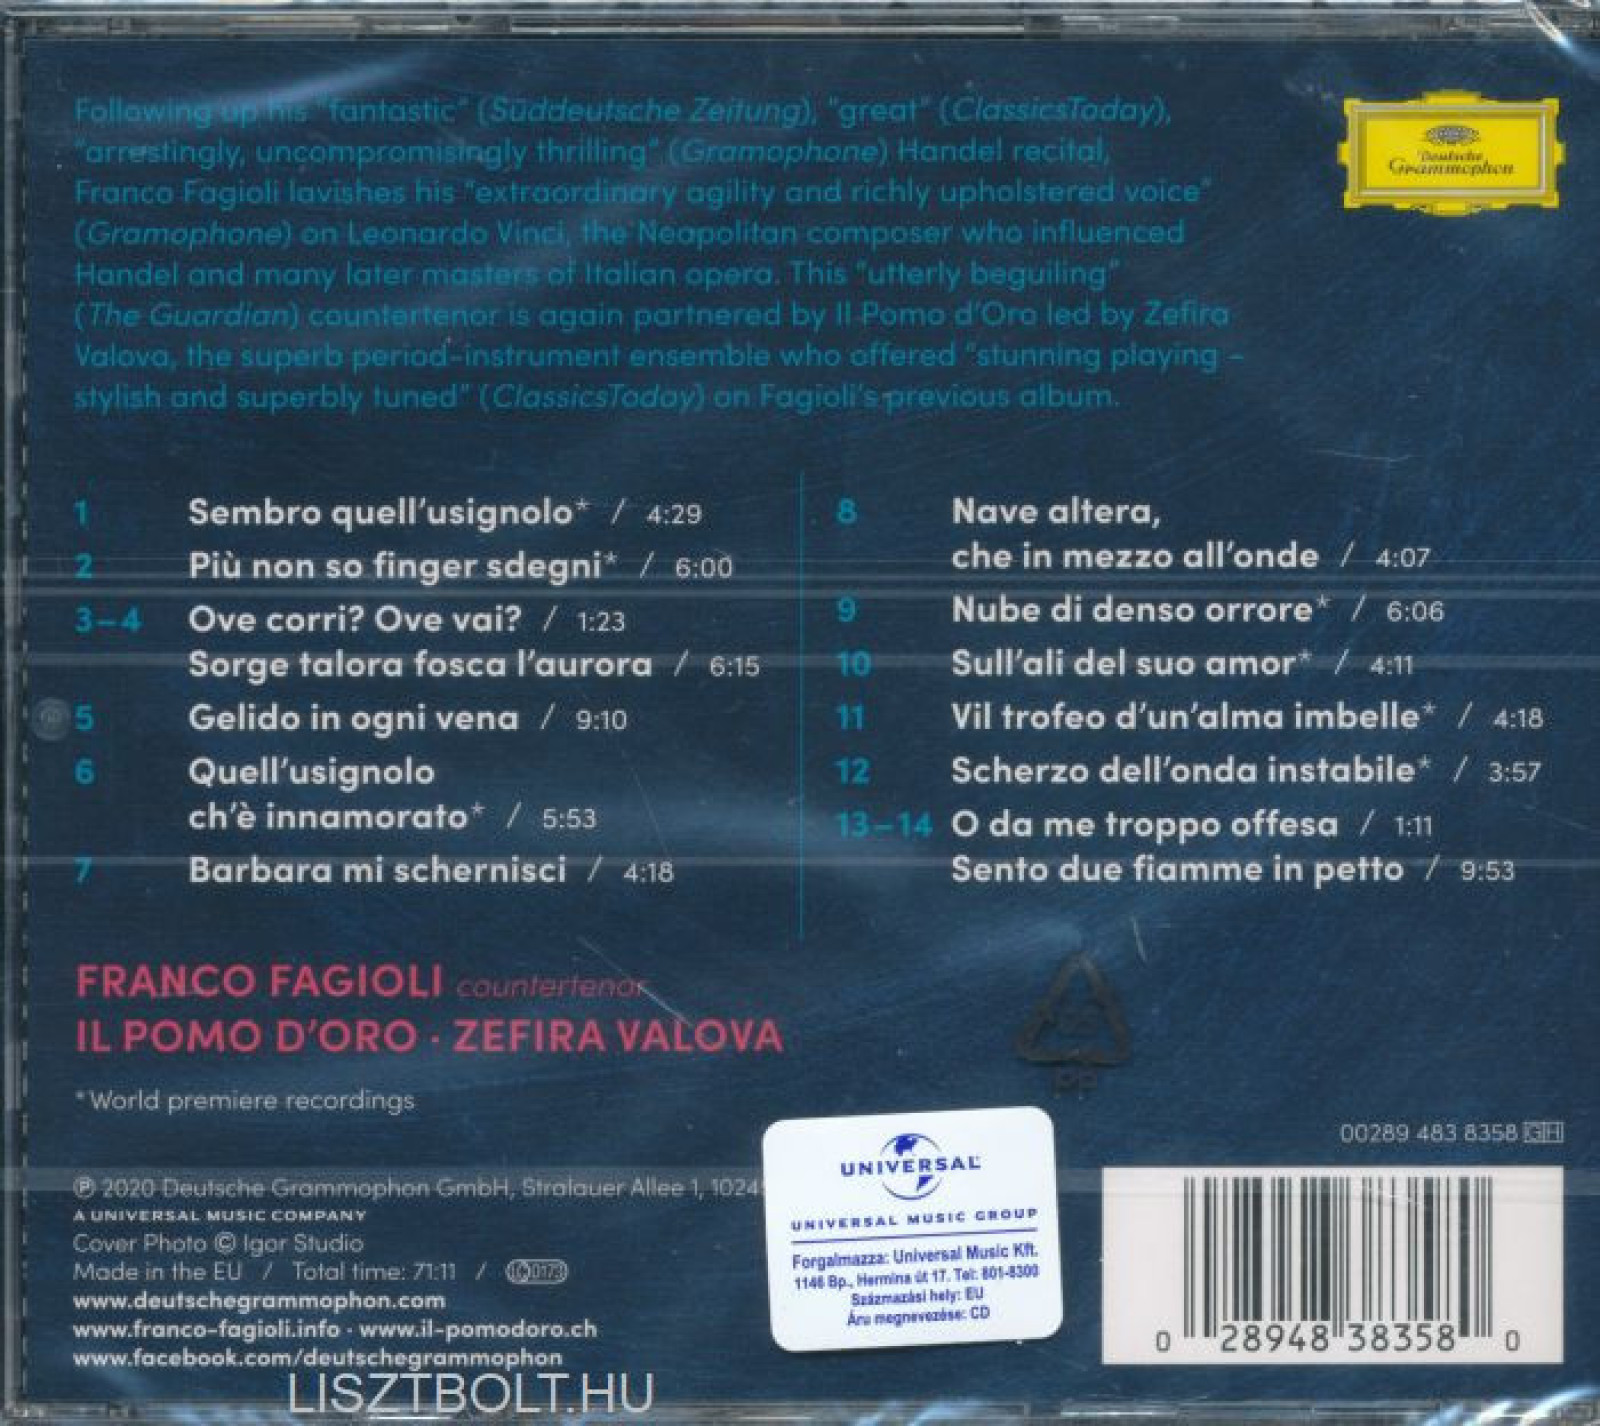 Following up his "fantastic" (Süddeutsche Zeitung), "great" (ClassicsToday),
"arrestingly, uncompromisingly thrilling" (Gramophone) Handel recital,
Franco Fagioli lavishes his "extraordinary agility and richly upholstered voice"
(Gramophone) on Leonardo Vinci, the Neapolitan composer who influenced
Handel and many later masters of Italian opera. This "utterly beguiling"
(The Guardian) countertenor is again partnered by Il Pomo d'Oro led by Zefira
Valova, the superb period-instrument ensemble who offered "stunning playing –
stylish and superbly tuned" (ClassicsToday) on Fagioli's previous album.
Deutsche
Grammophon
1 Sembro quell'usignolo* / 4:29
2 Più non so finger sdegni* / 6:00
3–4 Ove corri? Ove vai? / 1:23
Sorge talora fosca l'aurora / 6:15
5 Gelido in ogni vena / 9:10
6 Quell'usignolo
ch'è innamorato* / 5:53
7 Barbara mi schernisci / 4:18
8 Nave altera,
che in mezzo all'onde / 4:07
9 Nube di denso orrore* / 6:06
10 Sull'ali del suo amor* / 4:11
11 Vil trofeo d'un'alma imbelle* / 4:18
12 Scherzo dell'onda instabile* / 3:57
13–14 O da me troppo offesa / 1:11
Sento due fiamme in petto / 9:53
FRANCO FAGIOLI countertenor
IL POMO D'ORO · ZEFIRA VALOVA
*World premiere recordings
PP
℗ 2020 Deutsche Grammophon GmbH, Stralauer Allee 1, 1024
A UNIVERSAL MUSIC COMPANY
Cover Photo © Igor Studio
Made in the EU / Total time: 71:11 / LC 0173
www.deutschegrammophon.com
www.franco-fagioli.info · www.il-pomodoro.ch
www.facebook.com/deutschegrammophon
UNIVERSAL
UNIVERSAL MUSIC GROUP
Forgalmazza: Universal Music Kft.
1146 Bp., Hermina út 17. Tel: 801-8300
Származási hely: EU
Áru megnevezése: CD
00289 483 8358 GH
0 28948 38358 0
LISZTBOLT.HU